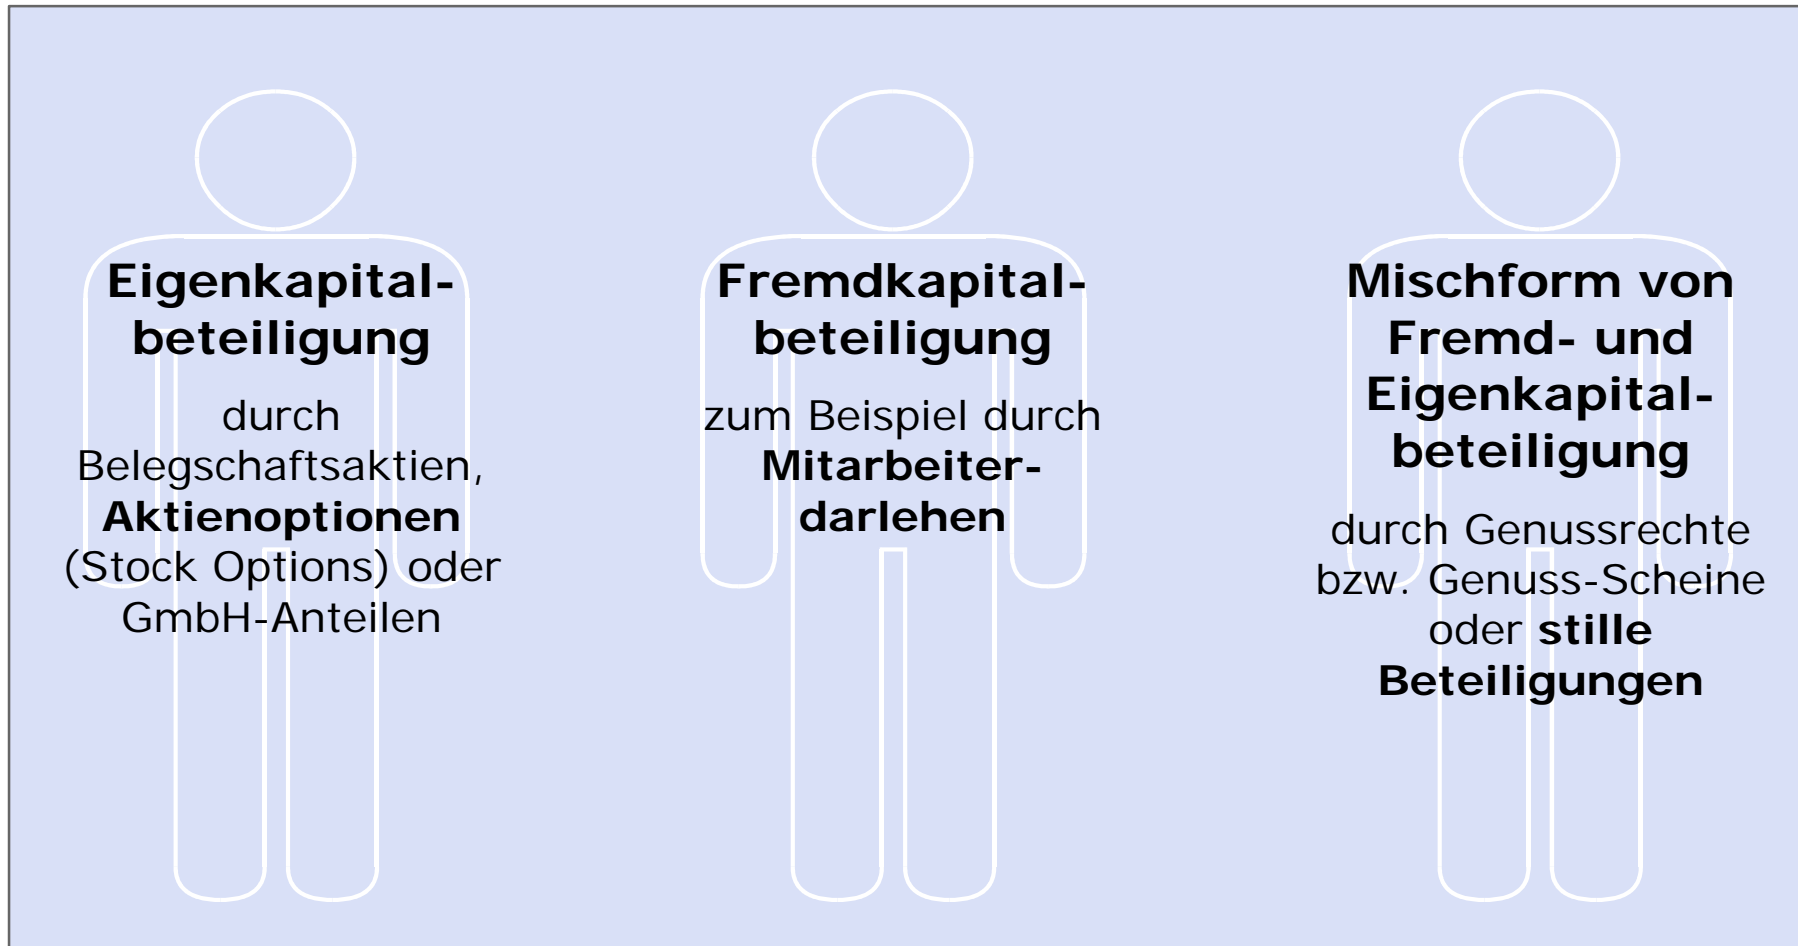 Eigenkapital-
beteiligung
durch
Belegschaftsaktien,
Aktienoptionen
(Stock Options) oder
GmbH-Anteilen
Fremdkapital-
beteiligung
zum Beispiel durch
Mitarbeiter-
darlehen
Mischform von
Fremd- und
Eigenkapital-
beteiligung
durch Genussrechte
bzw. Genuss-Scheine
oder stille
Beteiligungen